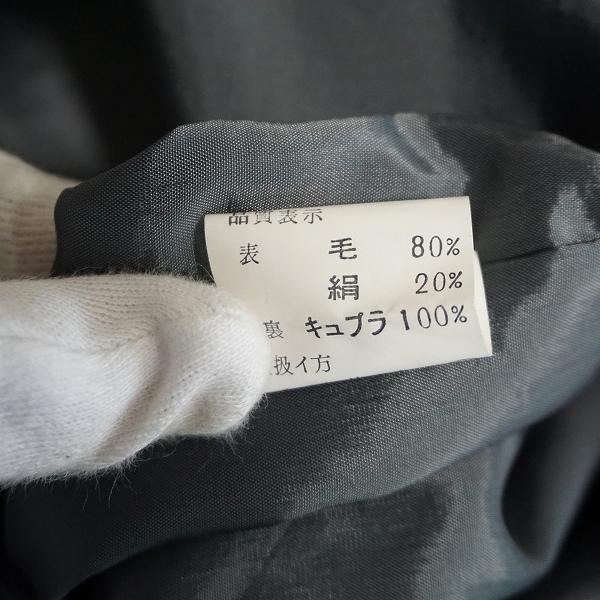 品質表示
表 毛 80%
絹 20%
裏 キュプラ 100%
扱イ方